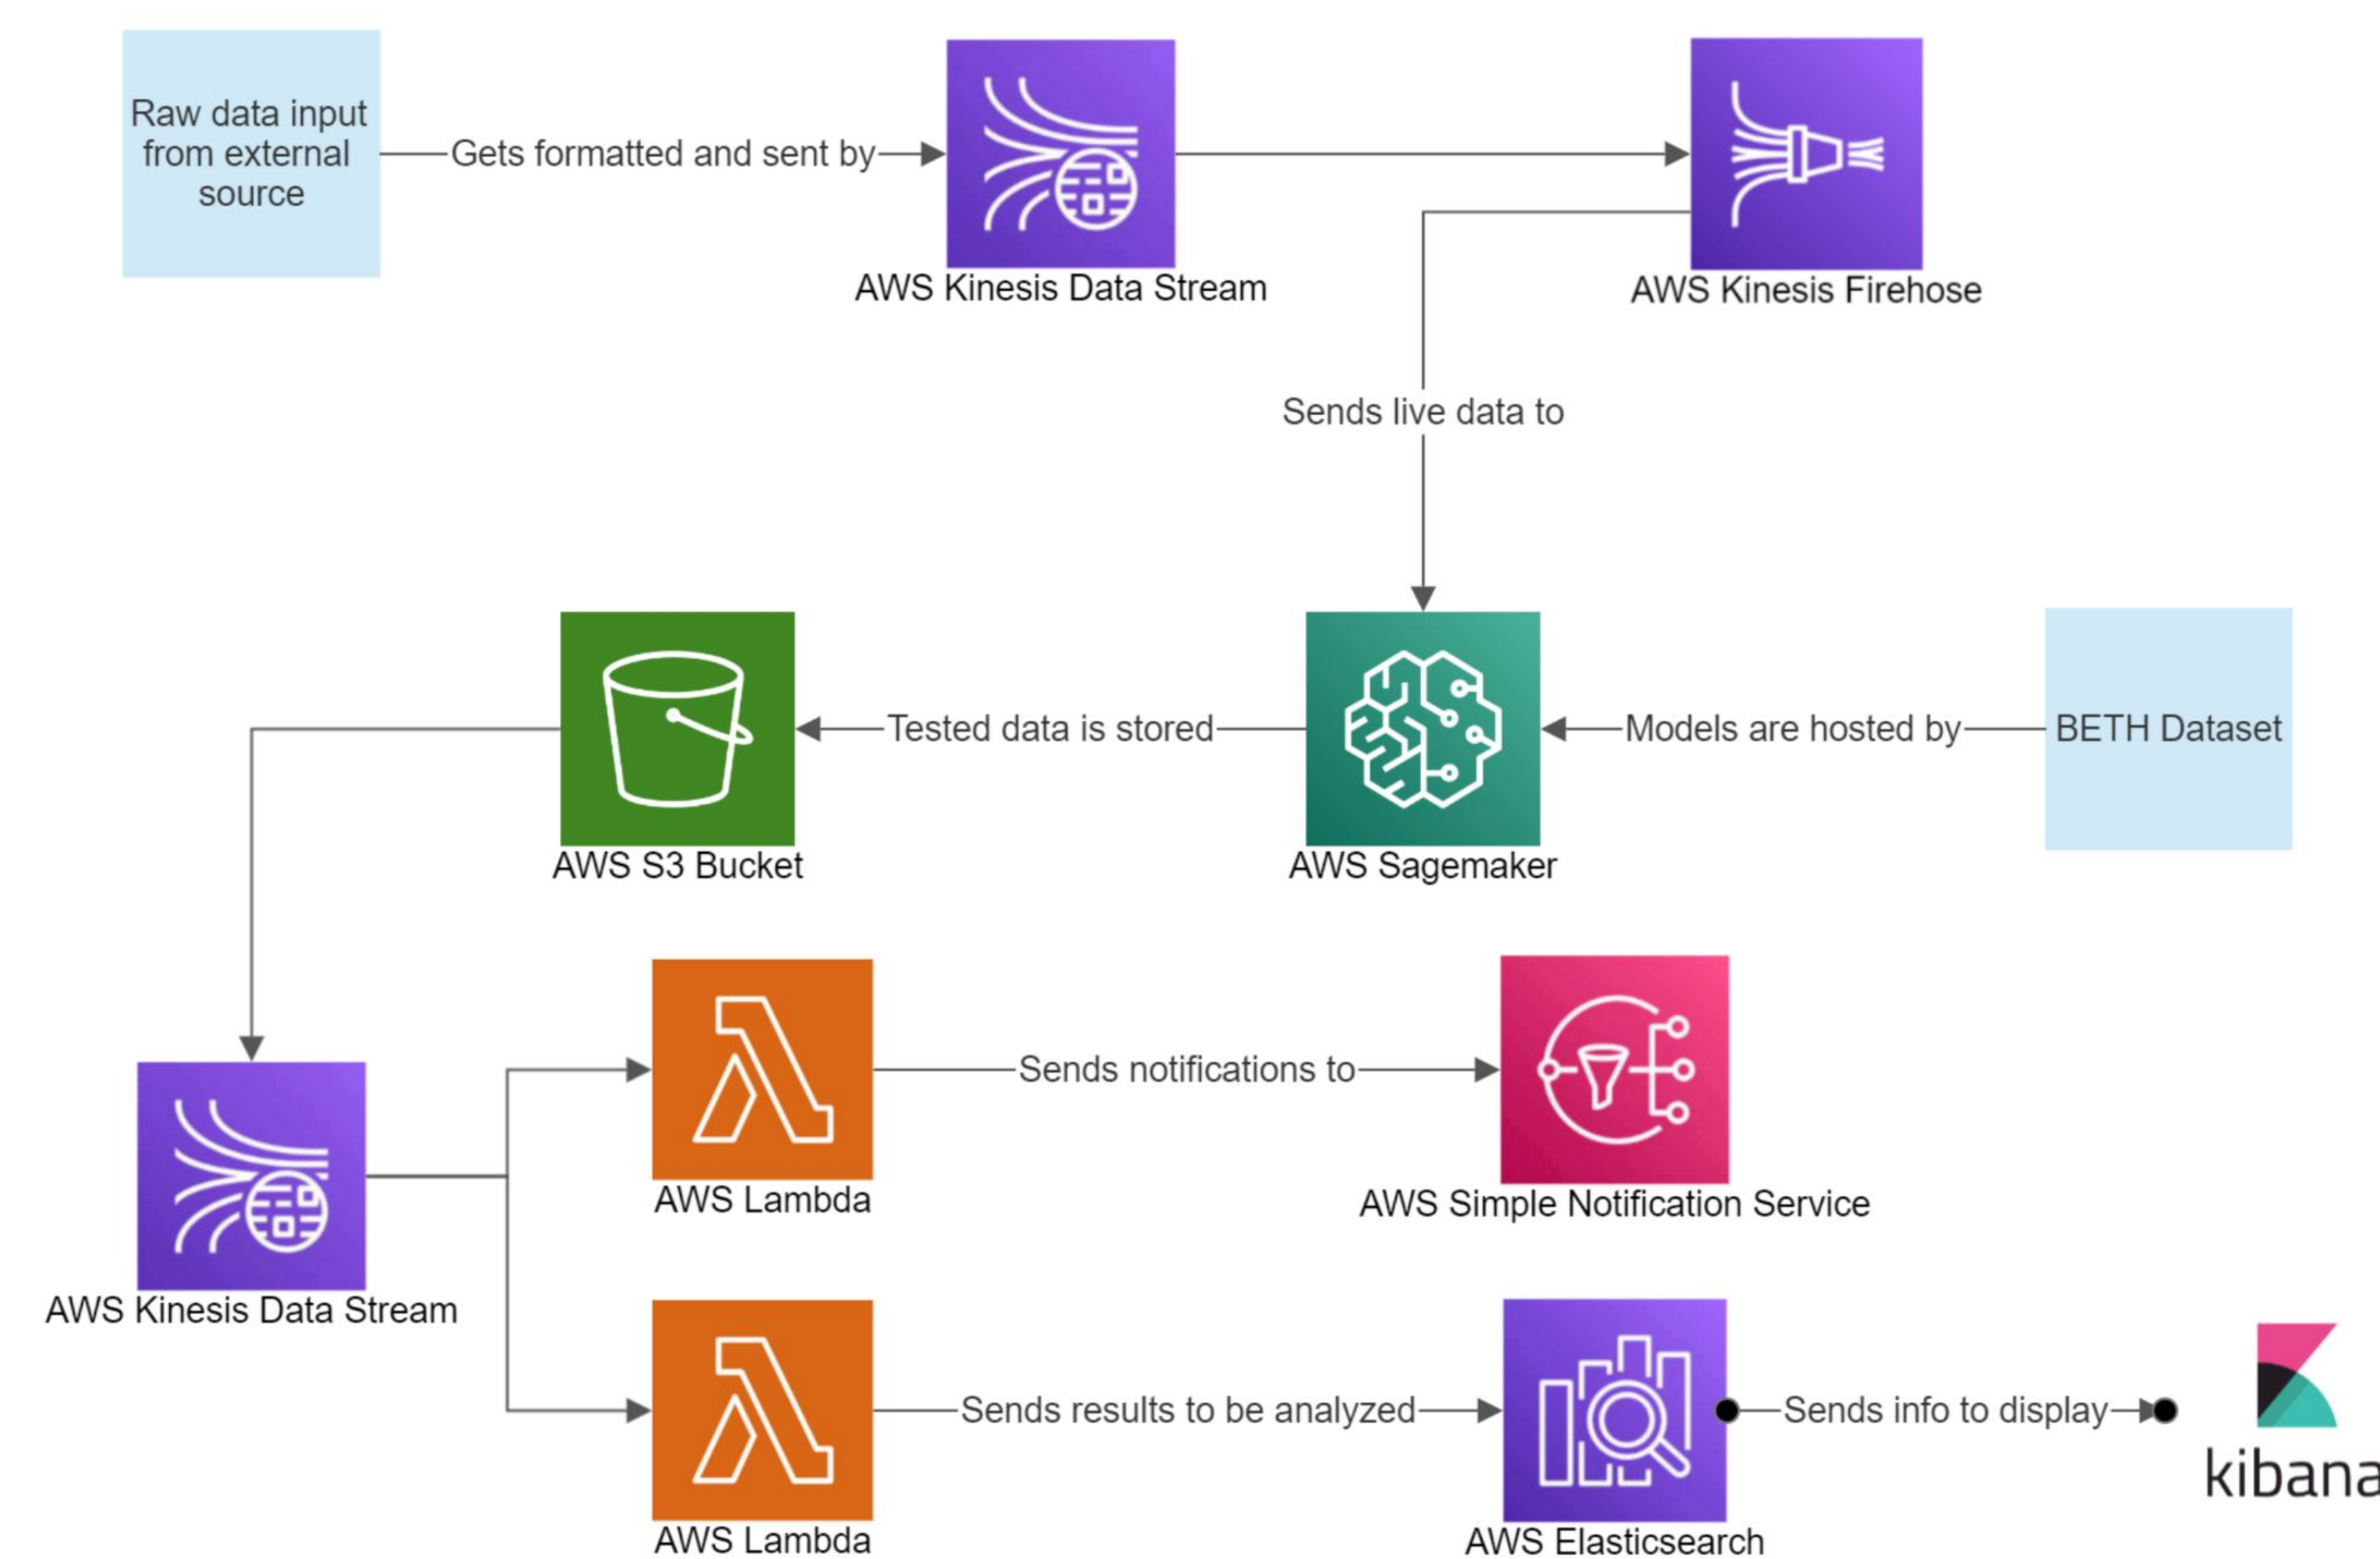 Raw data input
from external
source
Gets formatted and sent by
AWS Kinesis Data Stream
AWS Kinesis Firehose
Sends live data to
AWS S3 Bucket
Tested data is stored
AWS Sagemaker
Models are hosted by
BETH Dataset
AWS Kinesis Data Stream
AWS Lambda
Sends notifications to
AWS Simple Notification Service
AWS Lambda
Sends results to be analyzed
AWS Elasticsearch
Sends info to display
kibana